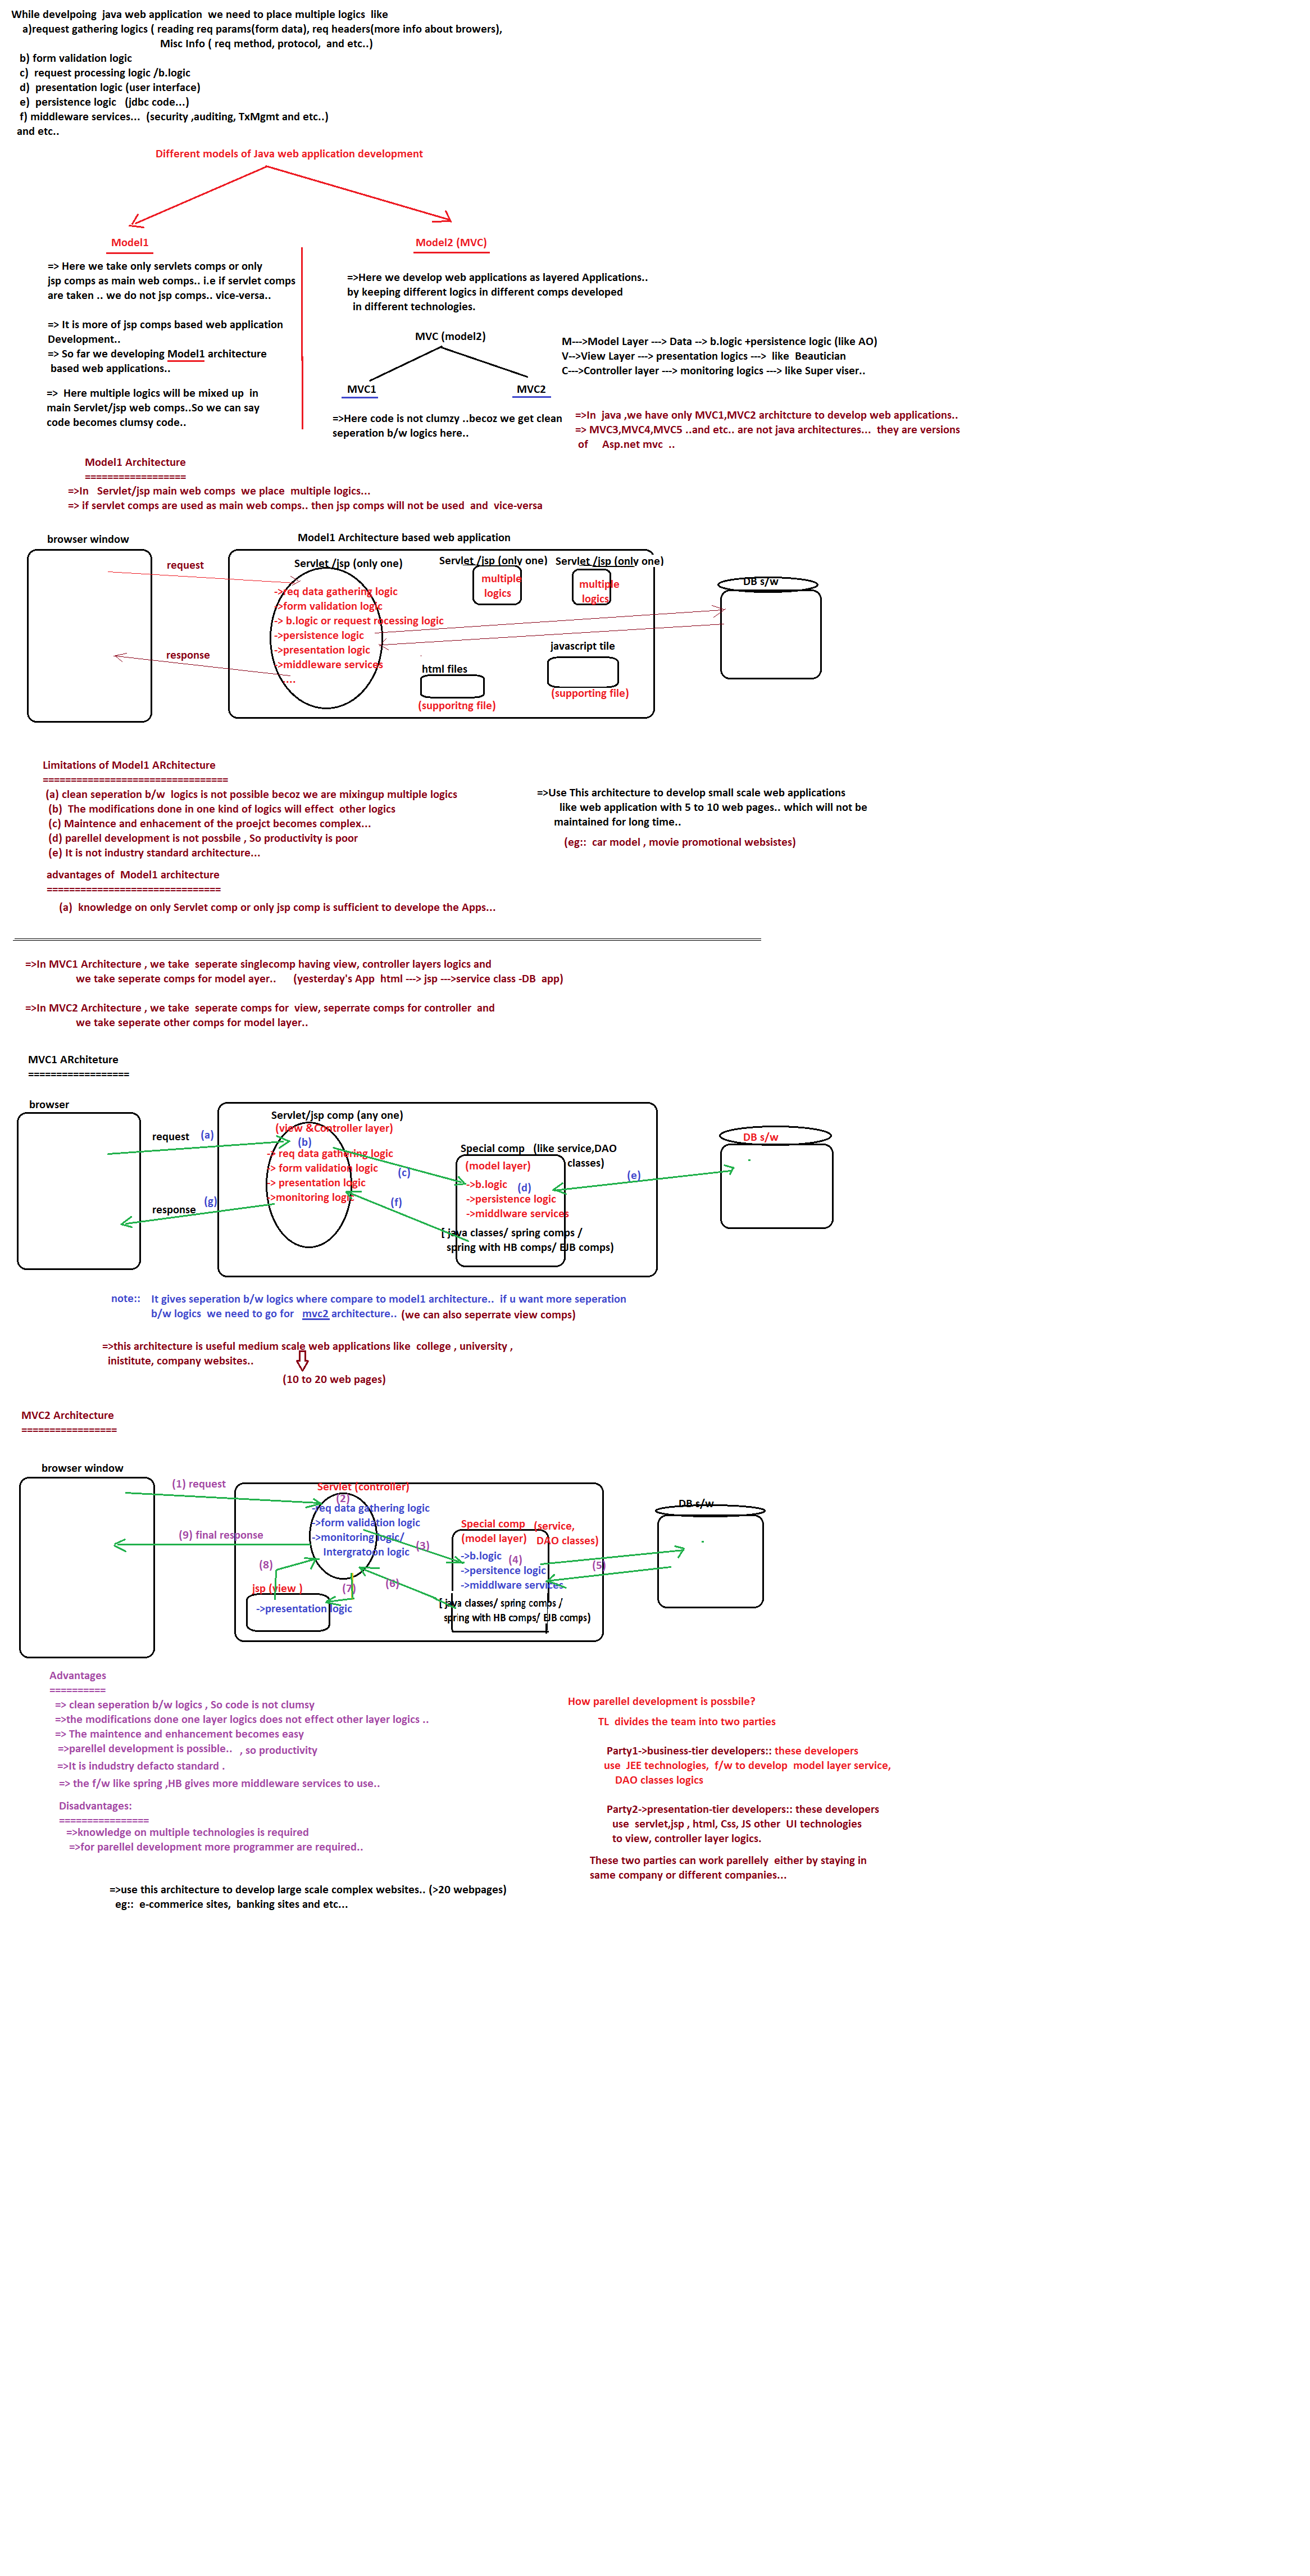 While develpoing java web application we need to place multiple logics like
a)request gathering logics ( reading req params(form data), req headers(more info about browers),
Misc Info ( req method, protocol, and etc..)
b) form validation logic
c) request processing logic /b.logic
d) presentation logic (user interface)
e) persistence logic (jdbc code...)
f) middleware services... (security ,auditing, TxMgmt and etc..)
and etc..
Different models of Java web application development
Model1
=> Here we take only servlets comps or only
jsp comps as main web comps.. i.e if servlet comps
are taken .. we do not jsp comps.. vice-versa..
=> It is more of jsp comps based web application
Development..
=> So far we developing Model1 architecture
based web applications..
=> Here multiple logics will be mixed up in
main Servlet/jsp web comps..So we can say
code becomes clumsy code..
Model2 (MVC)
=>Here we develop web applications as layered Applications..
by keeping different logics in different comps developed
in different technologies.
MVC (model2)
MVC1
MVC2
M--->Model Layer ---> Data --> b.logic +persistence logic (like AO)
V-->View Layer ---> presentation logics ---> like Beautician
C--->Controller layer ---> monitoring logics ---> like Super viser..
=>Here code is not clumzy ..becoz we get clean
seperation b/w logics here..
=>In java ,we have only MVC1,MVC2 architcture to develop web applications..
=> MVC3,MVC4,MVC5 ..and etc.. are not java architectures... they are versions
of Asp.net mvc ..
Model1 Architecture
==================
=>In Servlet/jsp main web comps we place multiple logics...
=> if servlet comps are used as main web comps.. then jsp comps will not be used and vice-versa
browser window
Model1 Architecture based web application
request
response
Servlet /jsp (only one)
->req data gathering logic
->form validation logic
-> b.logic or request rocessing logic
->persistence logic
->presentation logic
->middleware services
....
Servlet /jsp (only one)
multiple
logics
Servlet /jsp (only one)
multiple
logics
html files
(supporitng file)
javascript tile
(supporting file)
DB s/w
Limitations of Model1 ARchitecture
=================================
(a) clean seperation b/w logics is not possible becoz we are mixingup multiple logics
(b) The modifications done in one kind of logics will effect other logics
(c) Maintence and enhacement of the proejct becomes complex...
(d) parellel development is not possbile , So productivity is poor
(e) It is not industry standard architecture...
=>Use This architecture to develop small scale web applications
like web application with 5 to 10 web pages.. which will not be
maintained for long time..
(eg:: car model , movie promotional websistes)
advantages of Model1 architecture
===============================
(a) knowledge on only Servlet comp or only jsp comp is sufficient to develope the Apps...
=>In MVC1 Architecture , we take seperate singlecomp having view, controller layers logics and
we take seperate comps for model ayer.. (yesterday's App html ---> jsp --->service class -DB app)
=>In MVC2 Architecture , we take seperate comps for view, seperrate comps for controller and
we take seperate other comps for model layer..
MVC1 ARchiteture
==================
browser
request (a)
response (g)
Servlet/jsp comp (any one)
(view &Controller layer)
(b)
-> req data gathering logic
-> form validation logic
-> presentation logic
->monitoring logic
(c)
(f)
Special comp (like service,DAO
classes)
(model layer)
->b.logic (d)
->persistence logic
->middlware services
[ java classes/ spring comps /
spring with HB comps/ EJB comps)
(e)
DB s/w
note:: It gives seperation b/w logics where compare to model1 architecture.. if u want more seperation
b/w logics we need to go for mvc2 architecture.. (we can also seperrate view comps)
=>this architecture is useful medium scale web applications like college , university ,
inistitute, company websites..
(10 to 20 web pages)
MVC2 Architecture
=================
browser window
(1) request
(9) final response
Servlet (controller)
(2)
->req data gathering logic
->form validation logic
->monitoring logic/
Intergratoon logic
(3)
(8)
(7)
(6)
jsp (view )
->presentation logic
Special comp (service,
(model layer) DAO classes)
->b.logic (4)
->persitence logic
->middlware services
[ java classes/ spring comps /
spring with HB comps/ EJB comps)
(5)
DB s/w
Advantages
==========
=> clean seperation b/w logics , So code is not clumsy
=>the modifications done one layer logics does not effect other layer logics ..
=> The maintence and enhancement becomes easy
=>parellel development is possible.. , so productivity
=>It is indudstry defacto standard .
=> the f/w like spring ,HB gives more middleware services to use..
Disadvantages:
================
=>knowledge on multiple technologies is required
=>for parellel development more programmer are required..
How parellel development is possbile?
TL divides the team into two parties
Party1->business-tier developers:: these developers
use JEE technologies, f/w to develop model layer service,
DAO classes logics
Party2->presentation-tier developers:: these developers
use servlet,jsp , html, Css, JS other UI technologies
to view, controller layer logics.
These two parties can work parellely either by staying in
same company or different companies...
=>use this architecture to develop large scale complex websites.. (>20 webpages)
eg:: e-commerice sites, banking sites and etc...